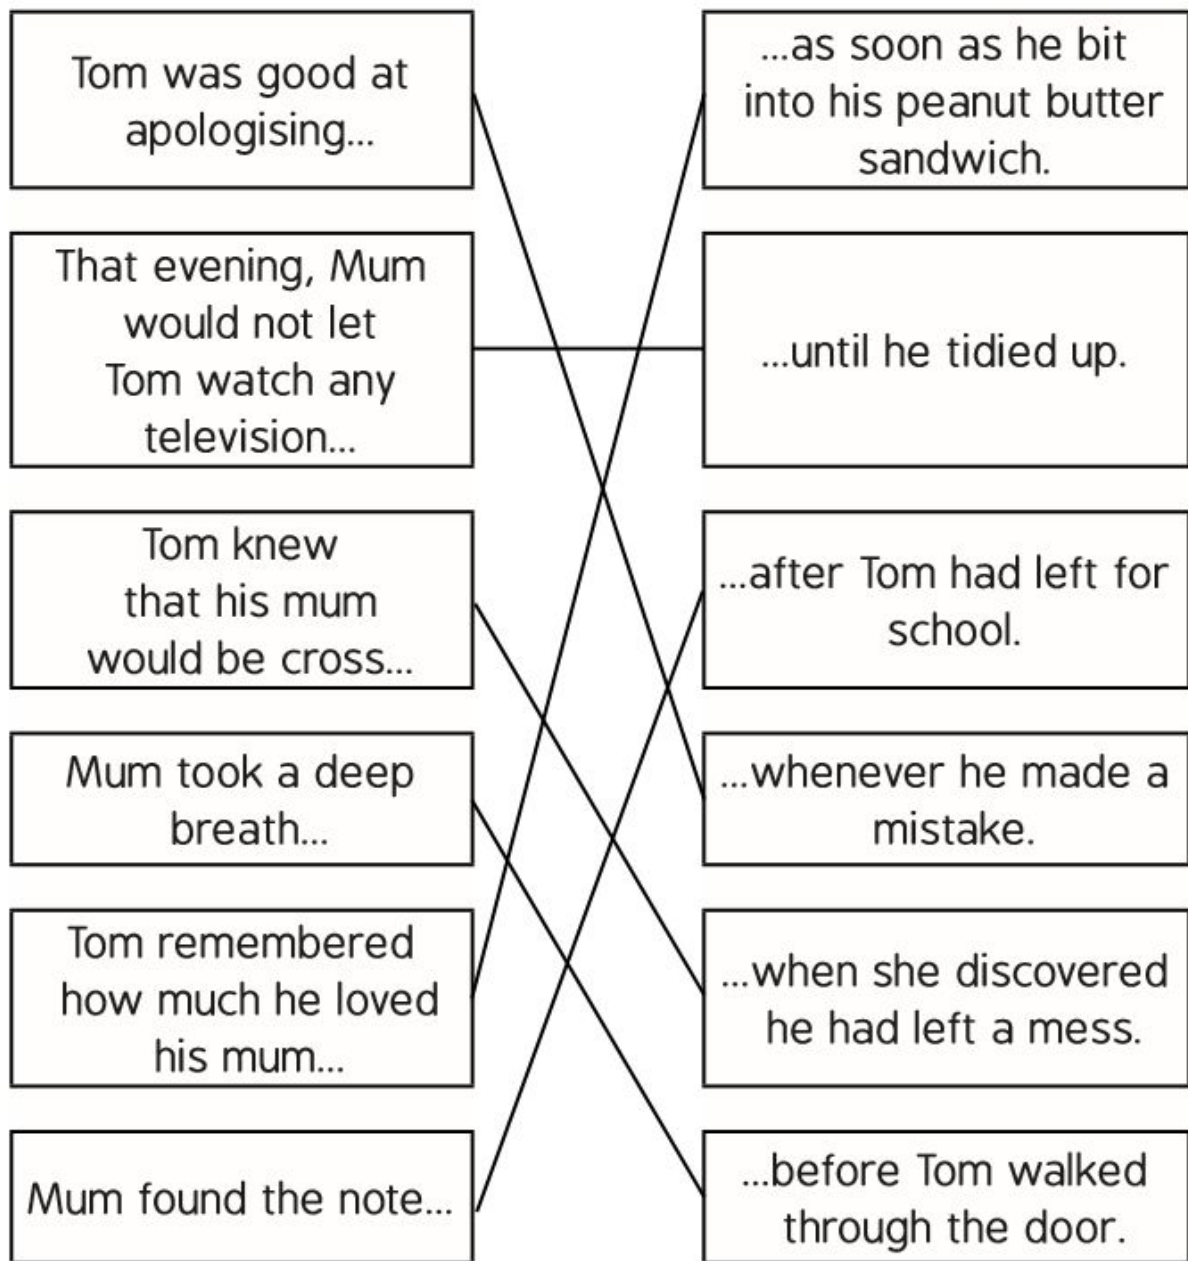 Tom was good at
apologising...
That evening, Mum
would not let
Tom watch any
television...
Tom knew
that his mum
would be cross...
Mum took a deep
breath...
Tom remembered
how much he loved
his mum...
Mum found the note...
...as soon as he bit
into his peanut butter
sandwich.
...until he tidied up.
...after Tom had left for
school.
...whenever he made a
mistake.
...when she discovered
he had left a mess.
...before Tom walked
through the door.